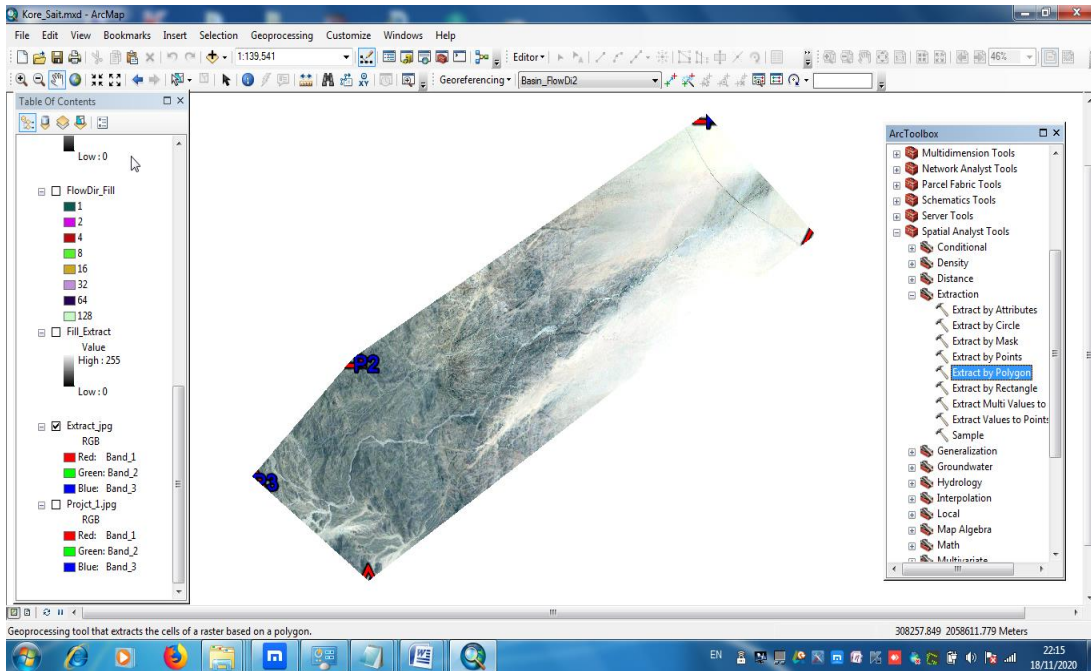 Kore_Sait.mxd - ArcMap
File Edit View Bookmarks Insert Selection Geoprocessing Customize Windows Help
1:139,541
Editor
46%
Georeferencing
Basin_FlowDi2
Table Of Contents
Low : 0
FlowDir_Fill
1
2
4
8
16
32
64
128
Fill_Extract
Value
High : 255
Low : 0
Extract_jpg
RGB
Red: Band_1
Green: Band_2
Blue: Band_3
Projct_1.jpg
RGB
Red: Band_1
Green: Band_2
Blue: Band_3
P2
ArcToolbox
Multidimension Tools
Network Analyst Tools
Parcel Fabric Tools
Schematics Tools
Server Tools
Spatial Analyst Tools
Conditional
Density
Distance
Extraction
Extract by Attributes
Extract by Circle
Extract by Mask
Extract by Points
Extract by Polygon
Extract by Rectangle
Extract Multi Values to
Extract Values to Points
Sample
Generalization
Groundwater
Hydrology
Interpolation
Local
Map Algebra
Math
Multivariate
Geoprocessing tool that extracts the cells of a raster based on a polygon.
308257.849 2058611.779 Meters
EN
22:15
18/11/2020